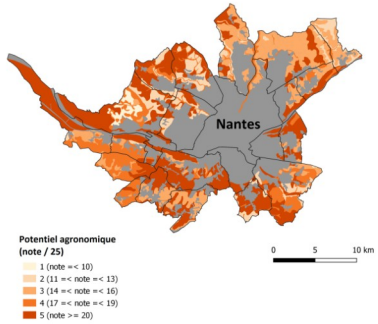 Nantes
Potentiel agronomique
(note / 25)
1 (note =< 10)
2 (11 =< note =< 13)
3 (14 =< note =< 16)
4 (17 =< note =< 19)
5 (note >= 20)
0 5 10 km